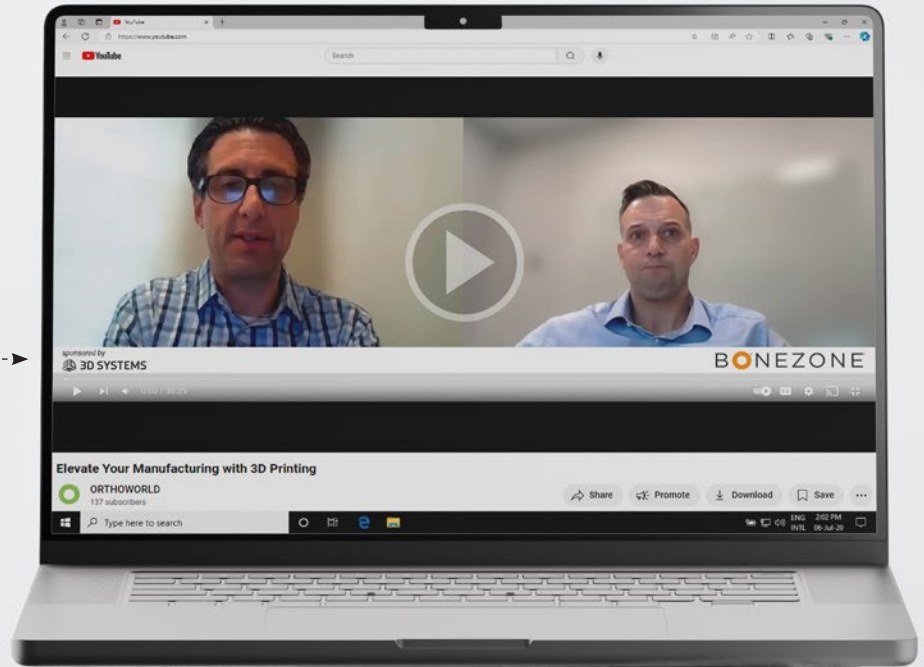 YouTube
https://www.youtube.com
YouTube
Search
sponsored by
3D SYSTEMS
BONEZONE
Elevate Your Manufacturing with 3D Printing
ORTHOWORLD
137 subscribers
Share
Promote
Download
Save
Type here to search
ENG
INTL
2:02 PM
06-Jul-20